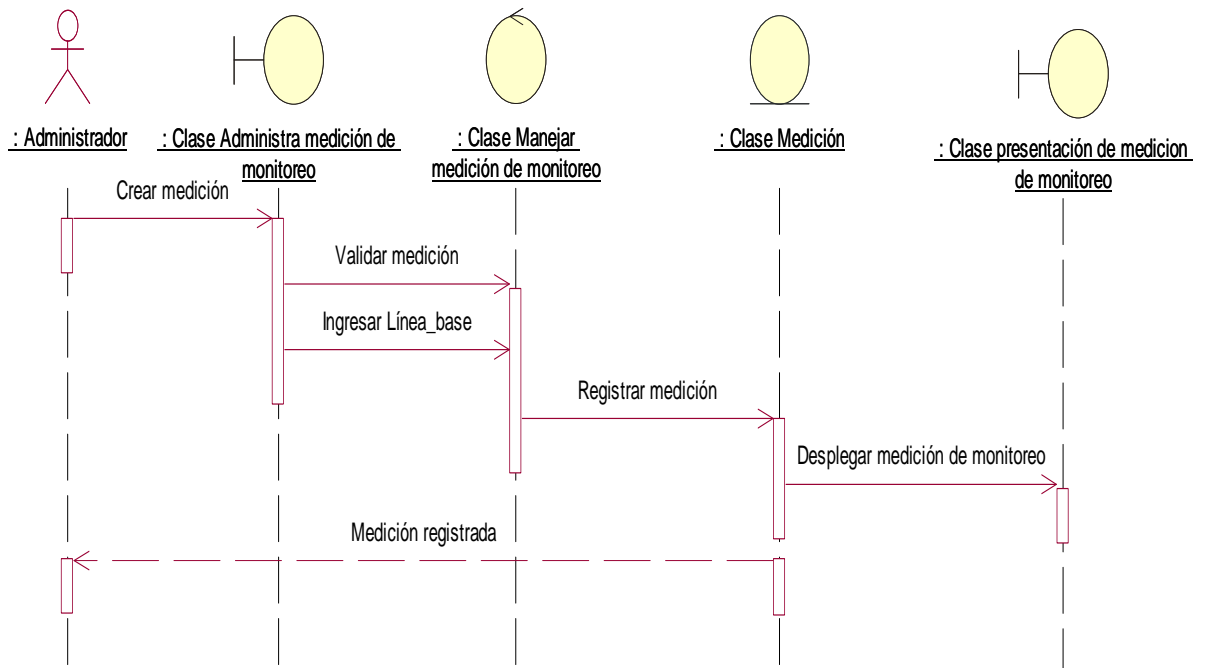 : Administrador
: Clase Administra medición de
monitoreo
: Clase Manejar
medición de monitoreo
: Clase Medición
: Clase presentación de medicion
de monitoreo
Crear medición
Validar medición
Ingresar Línea_base
Registrar medición
Desplegar medición de monitoreo
Medición registrada